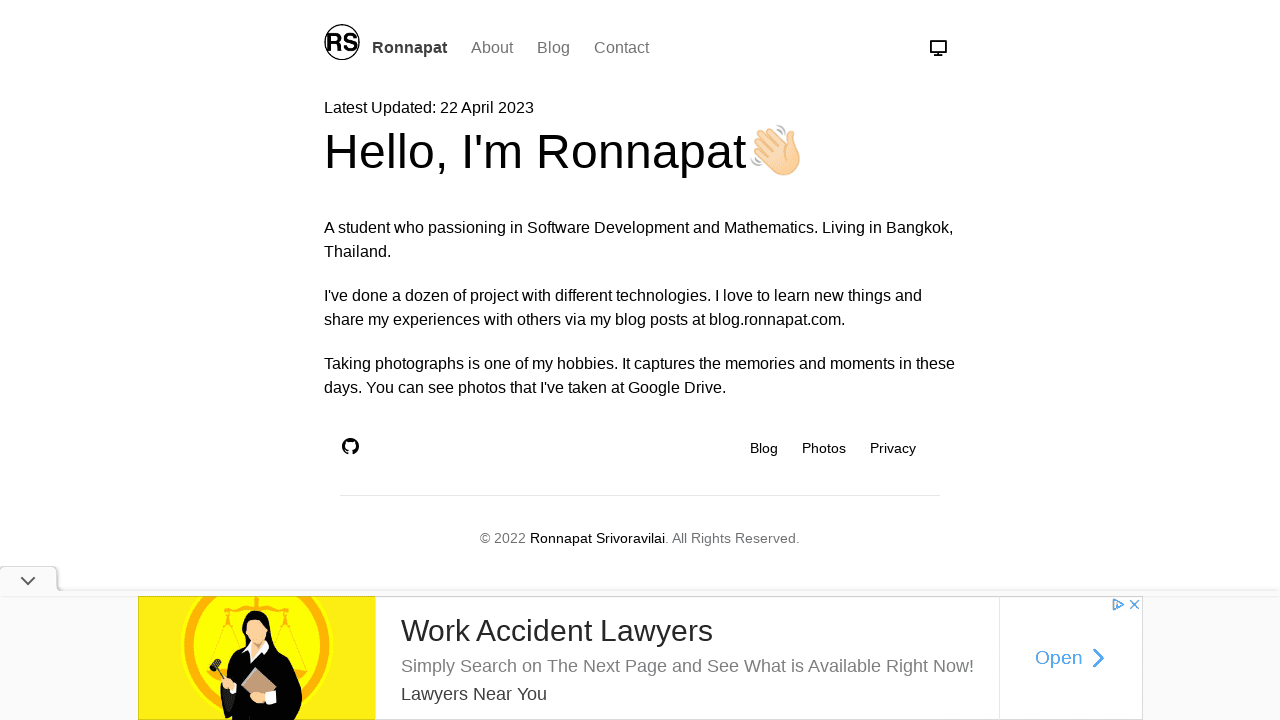 RS Ronnapat About Blog Contact
Latest Updated: 22 April 2023
Hello, I'm Ronnapat👋🏻
A student who passioning in Software Development and Mathematics. Living in Bangkok,
Thailand.
I've done a dozen of project with different technologies. I love to learn new things and
share my experiences with others via my blog posts at blog.ronnapat.com.
Taking photographs is one of my hobbies. It captures the memories and moments in these
days. You can see photos that I've taken at Google Drive.
Blog Photos Privacy
© 2022 Ronnapat Srivoravilai. All Rights Reserved.
Work Accident Lawyers
Simply Search on The Next Page and See What is Available Right Now!
Lawyers Near You
Open